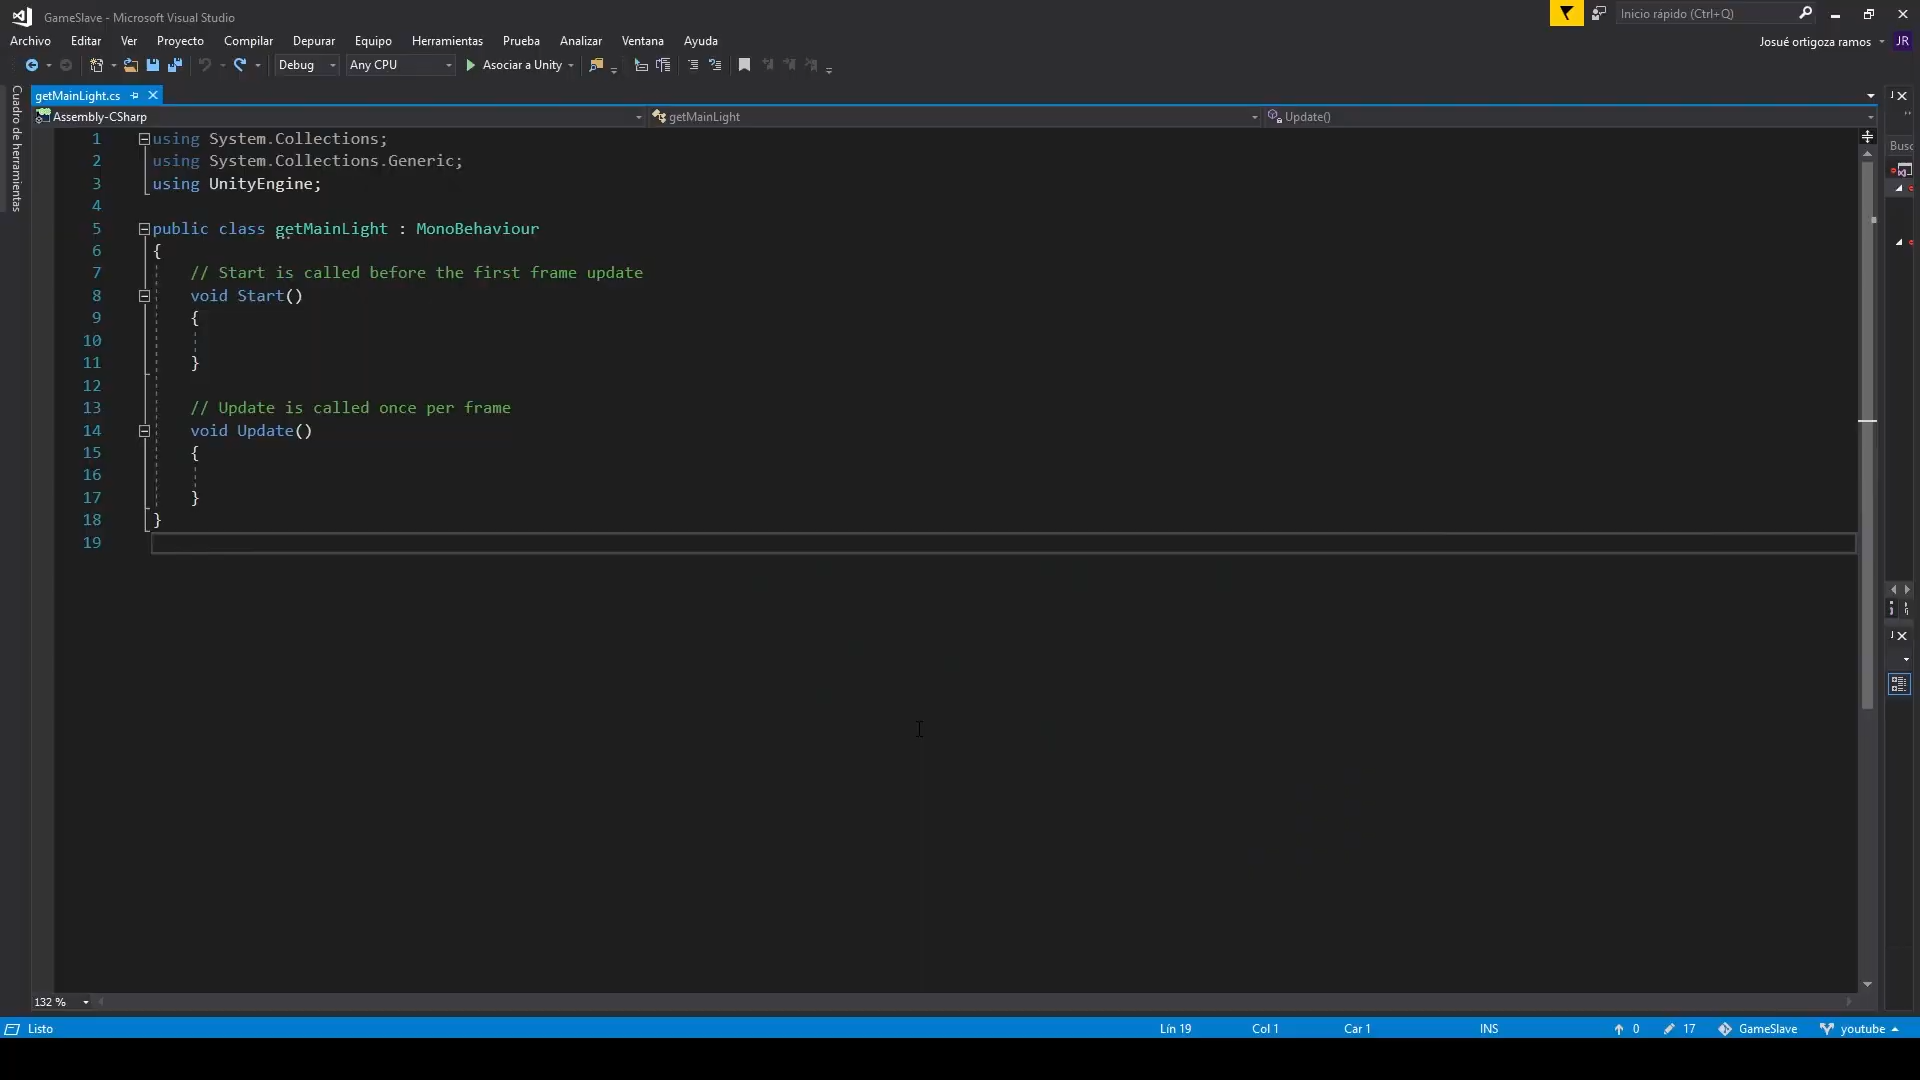 GameSlave - Microsoft Visual Studio
Inicio rápido (Ctrl+Q)
Archivo Editar Ver Proyecto Compilar Depurar Equipo Herramientas Prueba Analizar Ventana Ayuda
Josué ortigoza ramos JR
Debug Any CPU Asociar a Unity
Cuadro de herramientas
getMainLight.cs
Assembly-CSharp getMainLight Update()
Busc
1 using System.Collections;
2 using System.Collections.Generic;
3 using UnityEngine;
4
5 public class getMainLight : MonoBehaviour
6 {
7 // Start is called before the first frame update
8 void Start()
9 {
10
11 }
12
13 // Update is called once per frame
14 void Update()
15 {
16
17 }
18 }
19
132 %
Listo Lín 19 Col 1 Car 1 INS 0 17 GameSlave youtube